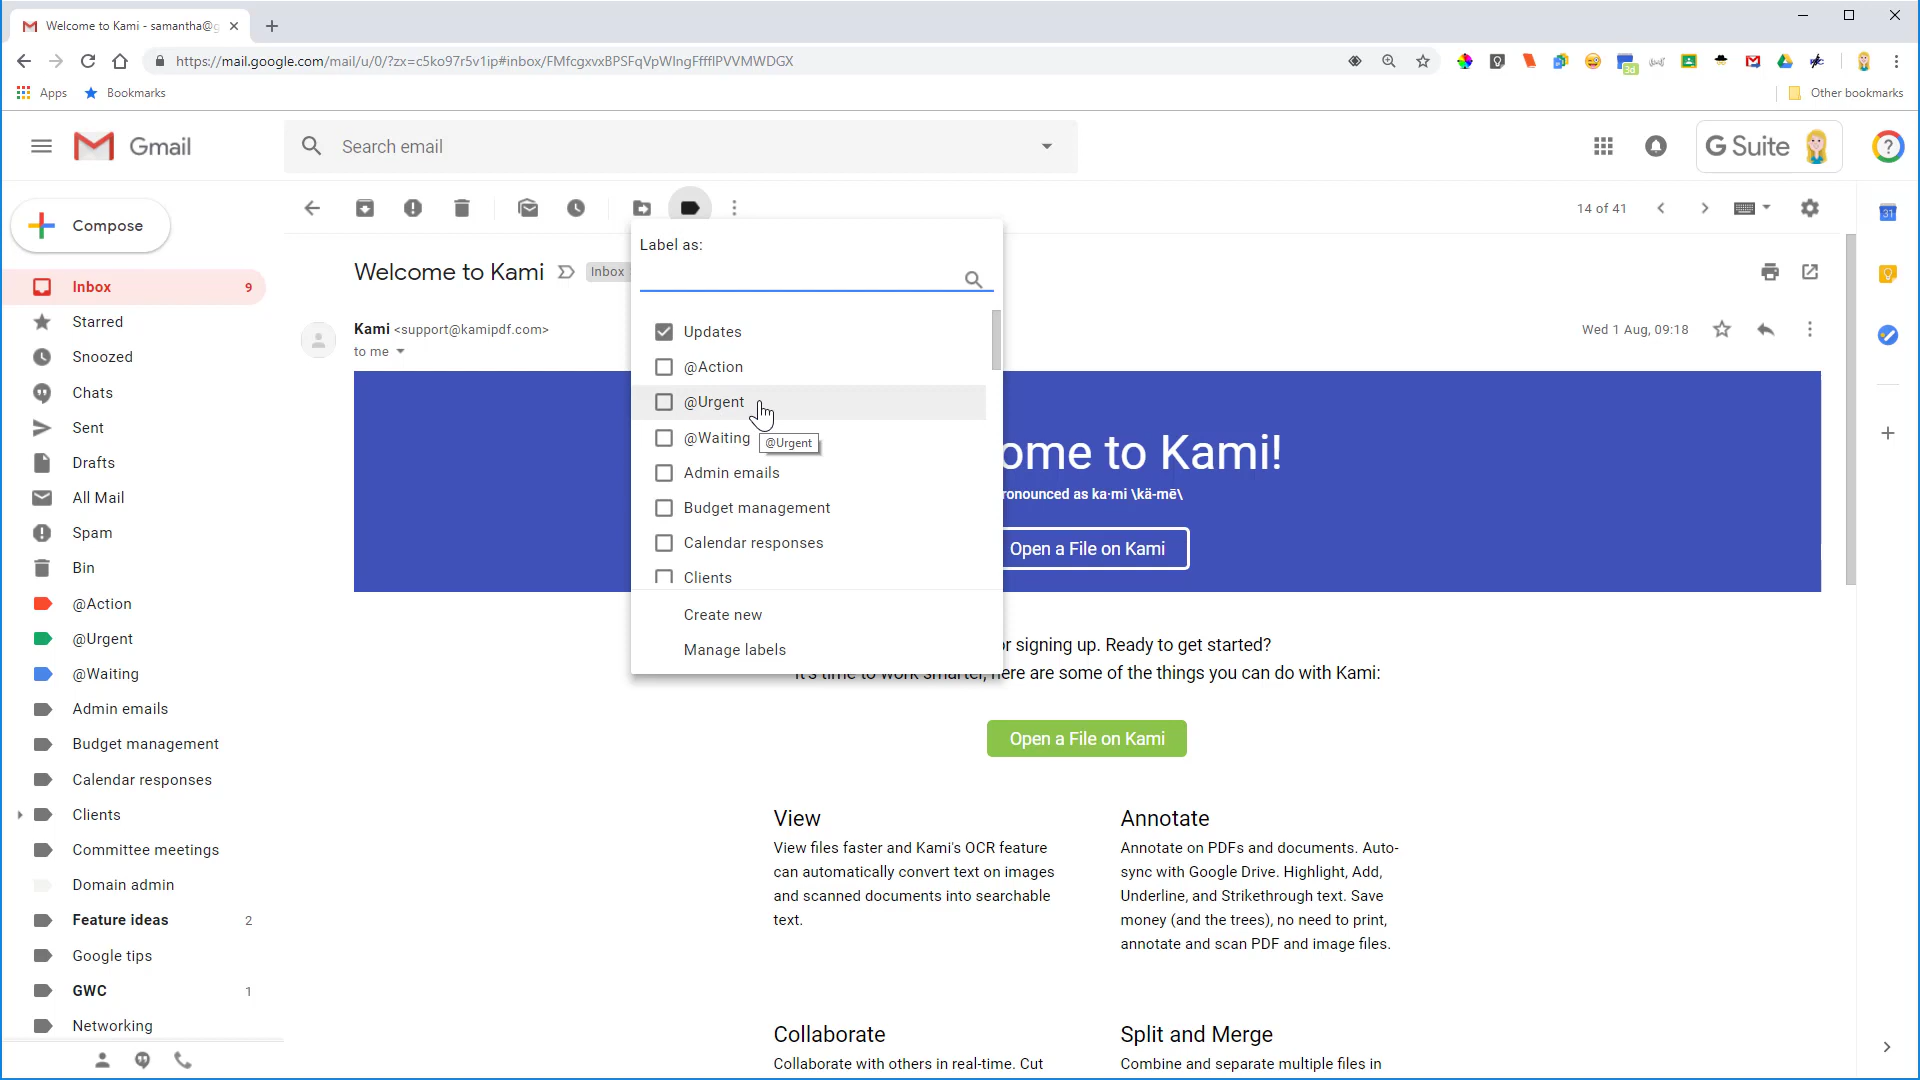 Welcome to Kami - samantha@g
https://mail.google.com/mail/u/0/?zx=c5ko97r5v1ip#inbox/FMfcgxvxBPSFqVpWlngFfffIPVVMWDGX
3d
Apps
Bookmarks
Other bookmarks
Gmail
Search email
G Suite
?
Compose
14 of 41
31
Inbox
9
Starred
Snoozed
Chats
Sent
Drafts
All Mail
Spam
Bin
@Action
@Urgent
@Waiting
Admin emails
Budget management
Calendar responses
Clients
Committee meetings
Domain admin
Feature ideas
2
Google tips
GWC
1
Networking
Welcome to Kami
Inbox
Kami <support@kamipdf.com>
to me
Wed 1 Aug, 09:18
Label as:
Updates
@Action
@Urgent
@Waiting
@Urgent
Admin emails
Budget management
Calendar responses
Clients
Create new
Manage labels
ome to Kami!
ronounced as ka·mi \kä-mē\
Open a File on Kami
or signing up. Ready to get started?
It's time to work smarter, here are some of the things you can do with Kami:
Open a File on Kami
View
View files faster and Kami's OCR feature
can automatically convert text on images
and scanned documents into searchable
text.
Annotate
Annotate on PDFs and documents. Auto-
sync with Google Drive. Highlight, Add,
Underline, and Strikethrough text. Save
money (and the trees), no need to print,
annotate and scan PDF and image files.
Collaborate
Collaborate with others in real-time. Cut
Split and Merge
Combine and separate multiple files in